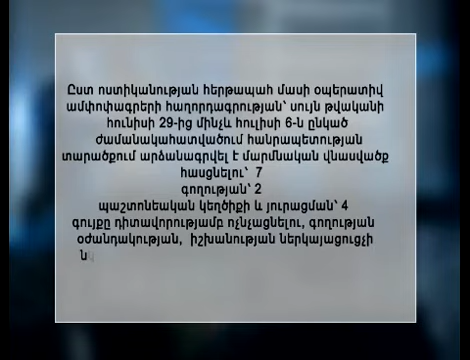 Ըստ ոստիկանության հերթապահ մասի օպերատիվ
ամփոփագրերի հաղորդագրության՝ սույն թվականի
հունիսի 29-ից մինչև հուլիսի 6-ն ընկած
ժամանակահատվածում հանրապետության
տարածքում արձանագրվել է մարմնական վնասվածք
հասցնելու՝ 7
գողության՝ 2
պաշտոնեական կեղծիքի և յուրացման՝ 4
գույքը դիտավորությամբ ոչնչացնելու, գողության
օժանդակության, իշխանության ներկայացուցչի